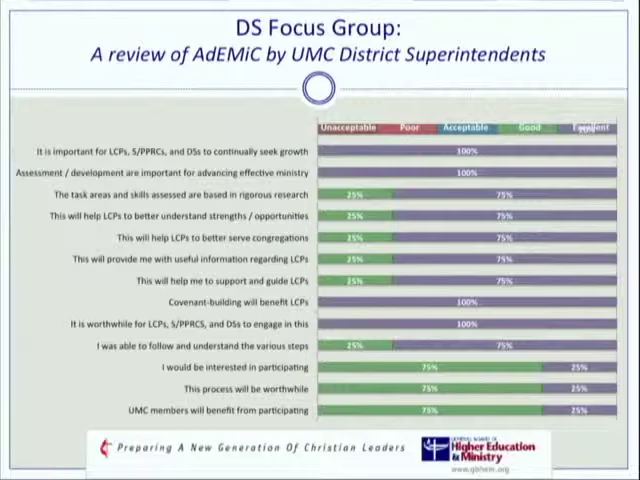 DS Focus Group:
A review of AdEMiC by UMC District Superintendents
Unacceptable Poor Acceptable Good Excellent
It is important for LCPs, S/PPRCs, and DSs to continually seek growth 100%
Assessment / development are important for advancing effective ministry 100%
The task areas and skills assessed are based in rigorous research 25% 75%
This will help LCPs to better understand strengths / opportunities 25% 75%
This will help LCPs to better serve congregations 25% 75%
This will provide me with useful information regarding LCPs 25% 75%
This will help me to support and guide LCPs 25% 75%
Covenant-building will benefit LCPs 100%
It is worthwhile for LCPs, S/PPRCS, and DSs to engage in this 100%
I was able to follow and understand the various steps 25% 75%
I would be interested in participating 75% 25%
This process will be worthwhile 75% 25%
UMC members will benefit from participating 75% 25%
Preparing A New Generation Of Christian Leaders
GENERAL BOARD OF
Higher Education
& Ministry
www.gbhem.org